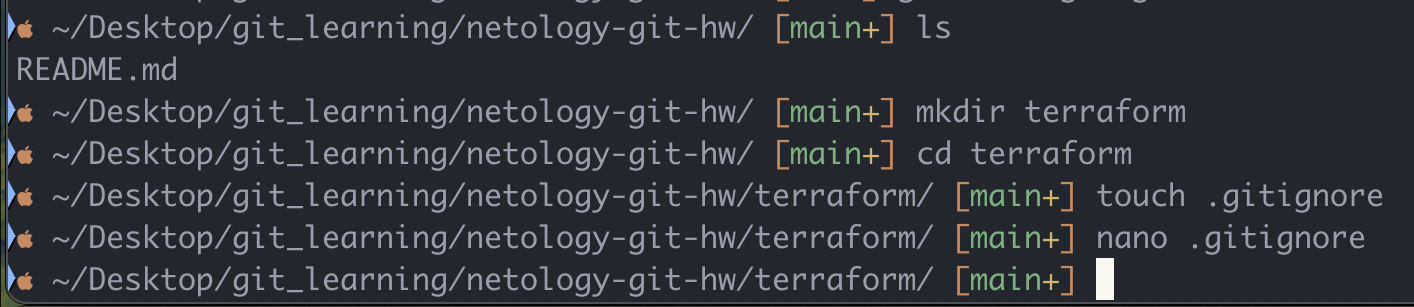 ~/Desktop/git_learning/netology-git-hw/ [main+] ls
README.md
~/Desktop/git_learning/netology-git-hw/ [main+] mkdir terraform
~/Desktop/git_learning/netology-git-hw/ [main+] cd terraform
~/Desktop/git_learning/netology-git-hw/terraform/ [main+] touch .gitignore
~/Desktop/git_learning/netology-git-hw/terraform/ [main+] nano .gitignore
~/Desktop/git_learning/netology-git-hw/terraform/ [main+]